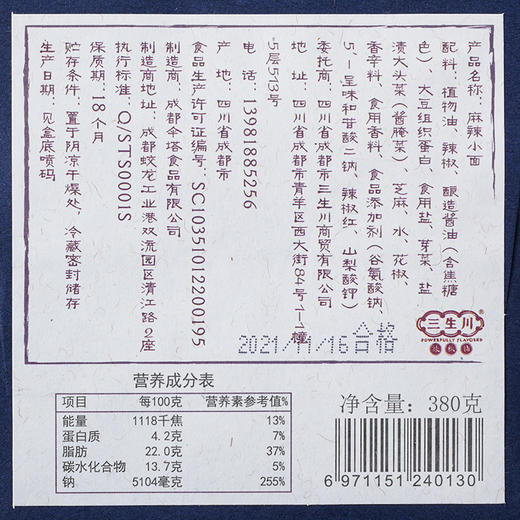 产品名称：麻辣小面
配料：植物油、辣椒、酿造酱油（含焦糖
色）、大豆组织蛋白、食用盐、芽菜、盐
渍大头菜（酱腌菜）、芝麻、水、花椒、
香辛料、食用香料、食品添加剂（谷氨酸钠、
5，-呈味核苷酸二钠、辣椒红、山梨酸钾）
委托商：四川省成都三生川商贸有限公司
地址：四川省成都市青羊区西大街84号1-1幢
5层513号
电话：13981885256
产地：四川省成都市
食品生产许可证编号：SC10351012200195
制造商：成都伞塔食品有限公司
制造商地址：成都蛟龙工业港双流园区清江路2座
执行标准：Q/STS0001S
保质期：18个月
贮存条件：置于阴凉干燥处，冷藏密封储存
生产日期：见盒底喷码
三生川
POWERFULLY FLAVORED
2021/11/16 合格
营养成分表
项目 每100克 营养素参考值%
能量 1118千焦 13%
蛋白质 4.2克 7%
脂肪 22.0克 37%
碳水化合物 13.7克 5%
钠 5104毫克 255%
净含量：380克
6 971151 240130